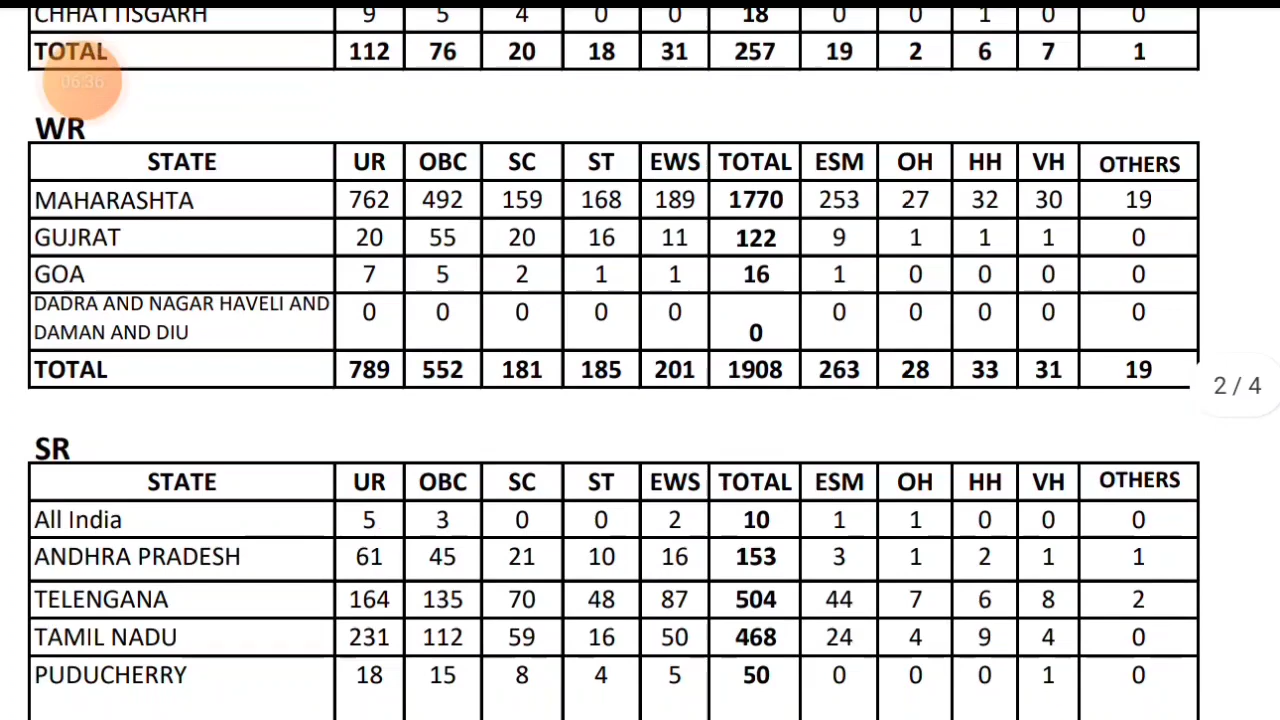 CHHATTISGARH 9 5 4 0 0 18 0 0 1 0 0
TOTAL 112 76 20 18 31 257 19 2 6 7 1
06:36
WR
STATE UR OBC SC ST EWS TOTAL ESM OH HH VH OTHERS
MAHARASHTA 762 492 159 168 189 1770 253 27 32 30 19
GUJRAT 20 55 20 16 11 122 9 1 1 1 0
GOA 7 5 2 1 1 16 1 0 0 0 0
DADRA AND NAGAR HAVELI AND
DAMAN AND DIU 0 0 0 0 0 0 0 0 0 0 0
TOTAL 789 552 181 185 201 1908 263 28 33 31 19
2 / 4
SR
STATE UR OBC SC ST EWS TOTAL ESM OH HH VH OTHERS
All India 5 3 0 0 2 10 1 1 0 0 0
ANDHRA PRADESH 61 45 21 10 16 153 3 1 2 1 1
TELENGANA 164 135 70 48 87 504 44 7 6 8 2
TAMIL NADU 231 112 59 16 50 468 24 4 9 4 0
PUDUCHERRY 18 15 8 4 5 50 0 0 0 1 0